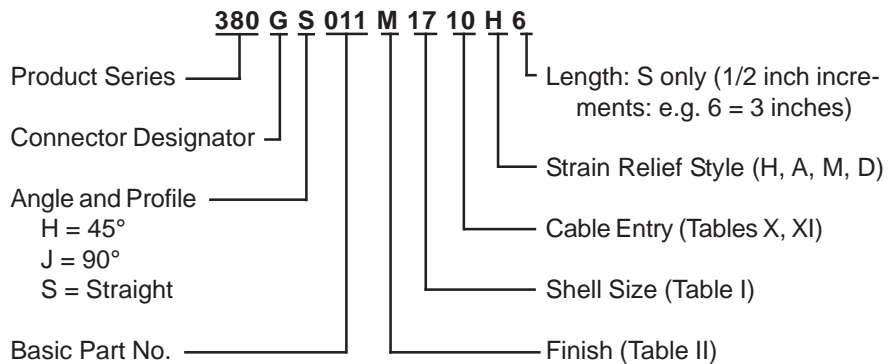 380 G S 011 M 17 10 H 6
Product Series
Connector Designator
Angle and Profile
H = 45°
J = 90°
S = Straight
Basic Part No.
Length: S only (1/2 inch incre-
ments: e.g. 6 = 3 inches)
Strain Relief Style (H, A, M, D)
Cable Entry (Tables X, XI)
Shell Size (Table I)
Finish (Table II)